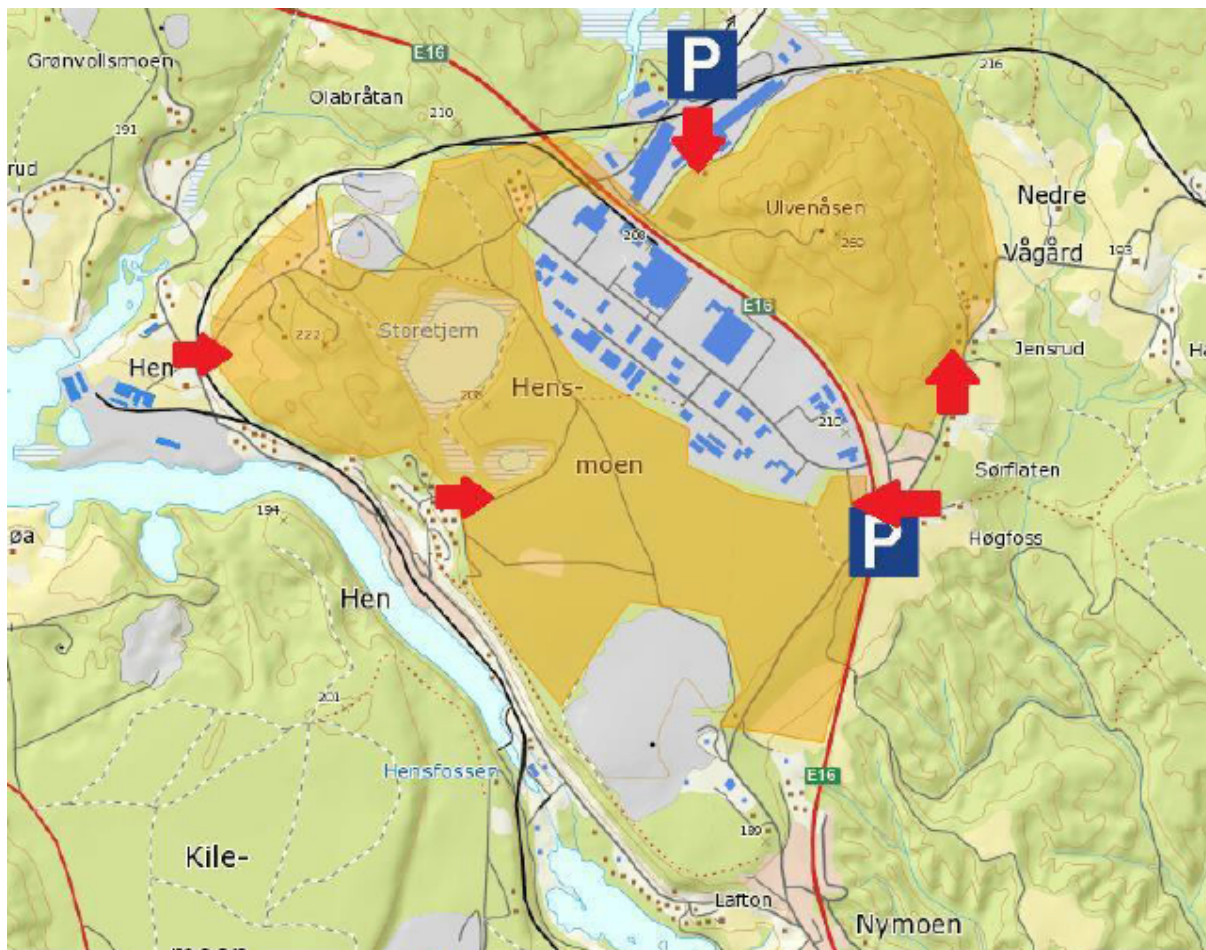 E16
P
Grønvollsmoen
216
Olabråtan
210
191
rud
Nedre
Ulvenåsen
208
260
Vågård
193
E16
Storetjern
222
Jensrud
Ha
Hen
Hens-
208
210
moen
Sørflaten
194
øa
P
Høgfoss
Hen
201
Hensfossen
E16
189
Kile-
Lafton
Nymoen